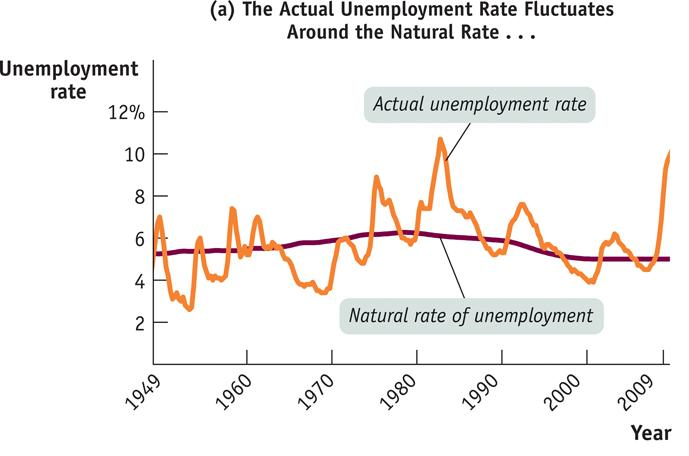 (a) The Actual Unemployment Rate Fluctuates
Around the Natural Rate . . .
Unemployment
rate
12%
10
8
6
4
2
Actual unemployment rate
Natural rate of unemployment
1949
1960
1970
1980
1990
2000
2009
Year